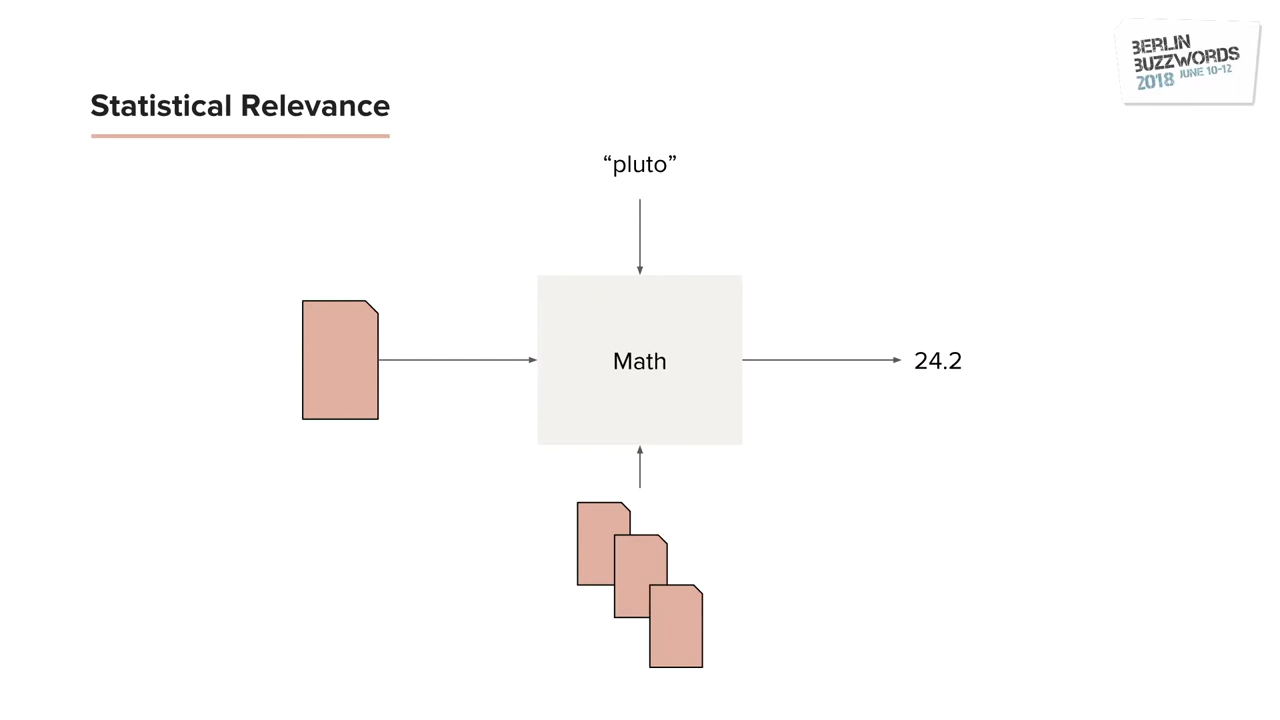 BERLIN
BUZZWORDS
2018 JUNE 10-12
Statistical Relevance
“pluto”
Math
24.2